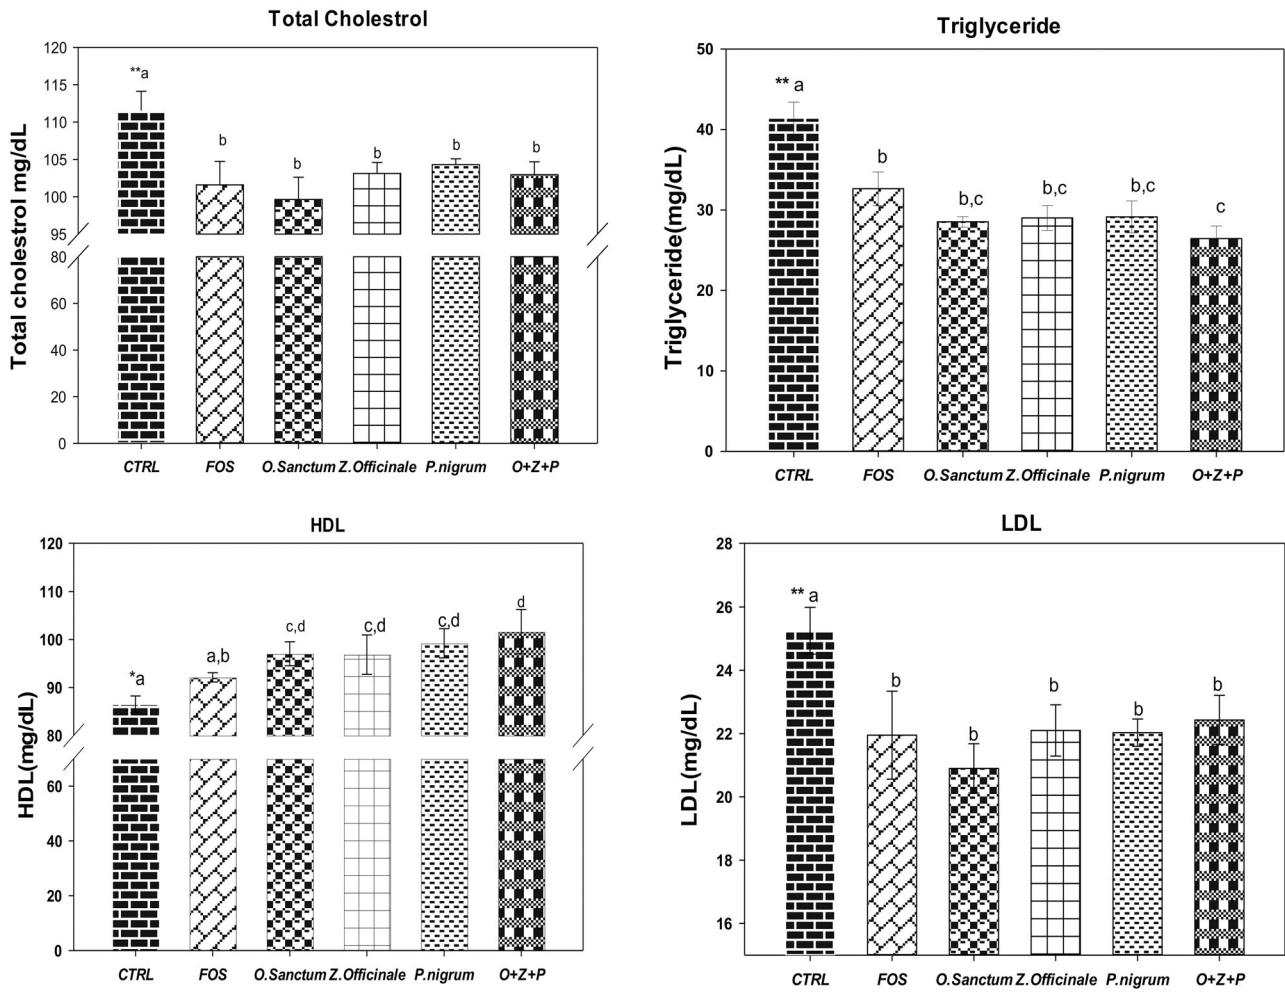 Total Cholestrol
Total cholestrol mg/dL
120
115
110
105
100
95
80
60
40
20
0
**a
b
b
b
b
b
CTRL FOS O.Sanctum Z.Officinale P.nigrum O+Z+P
Triglyceride
Triglyceride(mg/dL)
50
40
30
20
10
0
** a
b
b,c
b,c
b,c
c
CTRL FOS O.Sanctum Z.Officinale P.nigrum O+Z+P
HDL
HDL(mg/dL)
120
110
100
90
80
60
40
20
0
*a
a,b
c,d
c,d
c,d
d
CTRL FOS O.Sanctum Z.Officinale P.nigrum O+Z+P
LDL
LDL(mg/dL)
28
26
24
22
20
18
16
** a
b
b
b
b
b
CTRL FOS O.Sanctum Z.Officinale P.nigrum O+Z+P